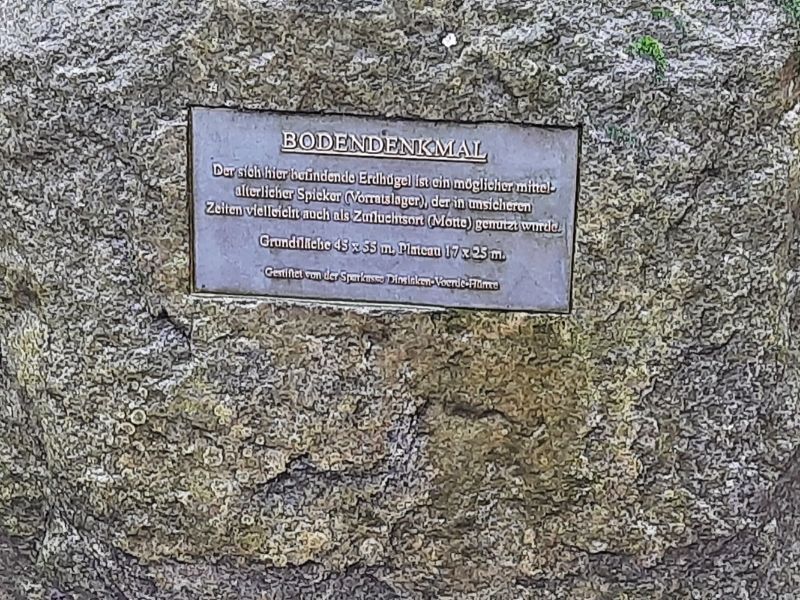 BODENDENKMAL
Der sich hier befindende Erdhügel ist ein möglicher mittel-
alterlicher Spieker (Vorratslager), der in unsicheren
Zeiten vielleicht auch als Zufluchtsort (Motte) genutzt wurde.
Grundfläche 45 x 55 m, Plateau 17 x 25 m.
Gestiftet von der Sparkasse Dinslaken-Voerde-Hünxe